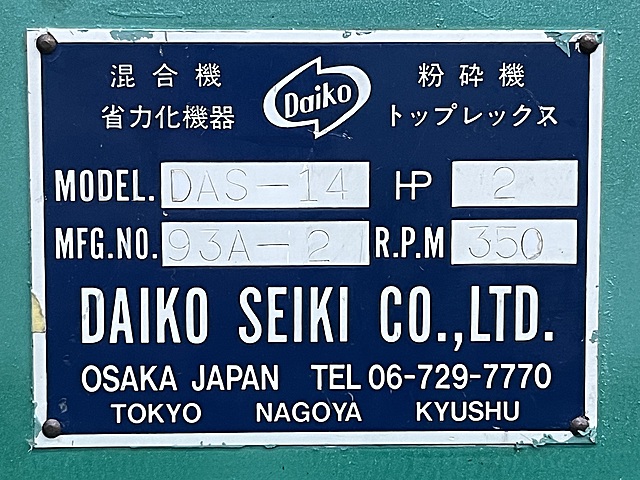 混合機 Daiko 粉砕機
省力化機器 トップレックス
MODEL. DAS-14 HP 2
MFG.NO. 93A-2 R.P.M 350
DAIKO SEIKI CO.,LTD.
OSAKA JAPAN TEL 06-729-7770
TOKYO NAGOYA KYUSHU